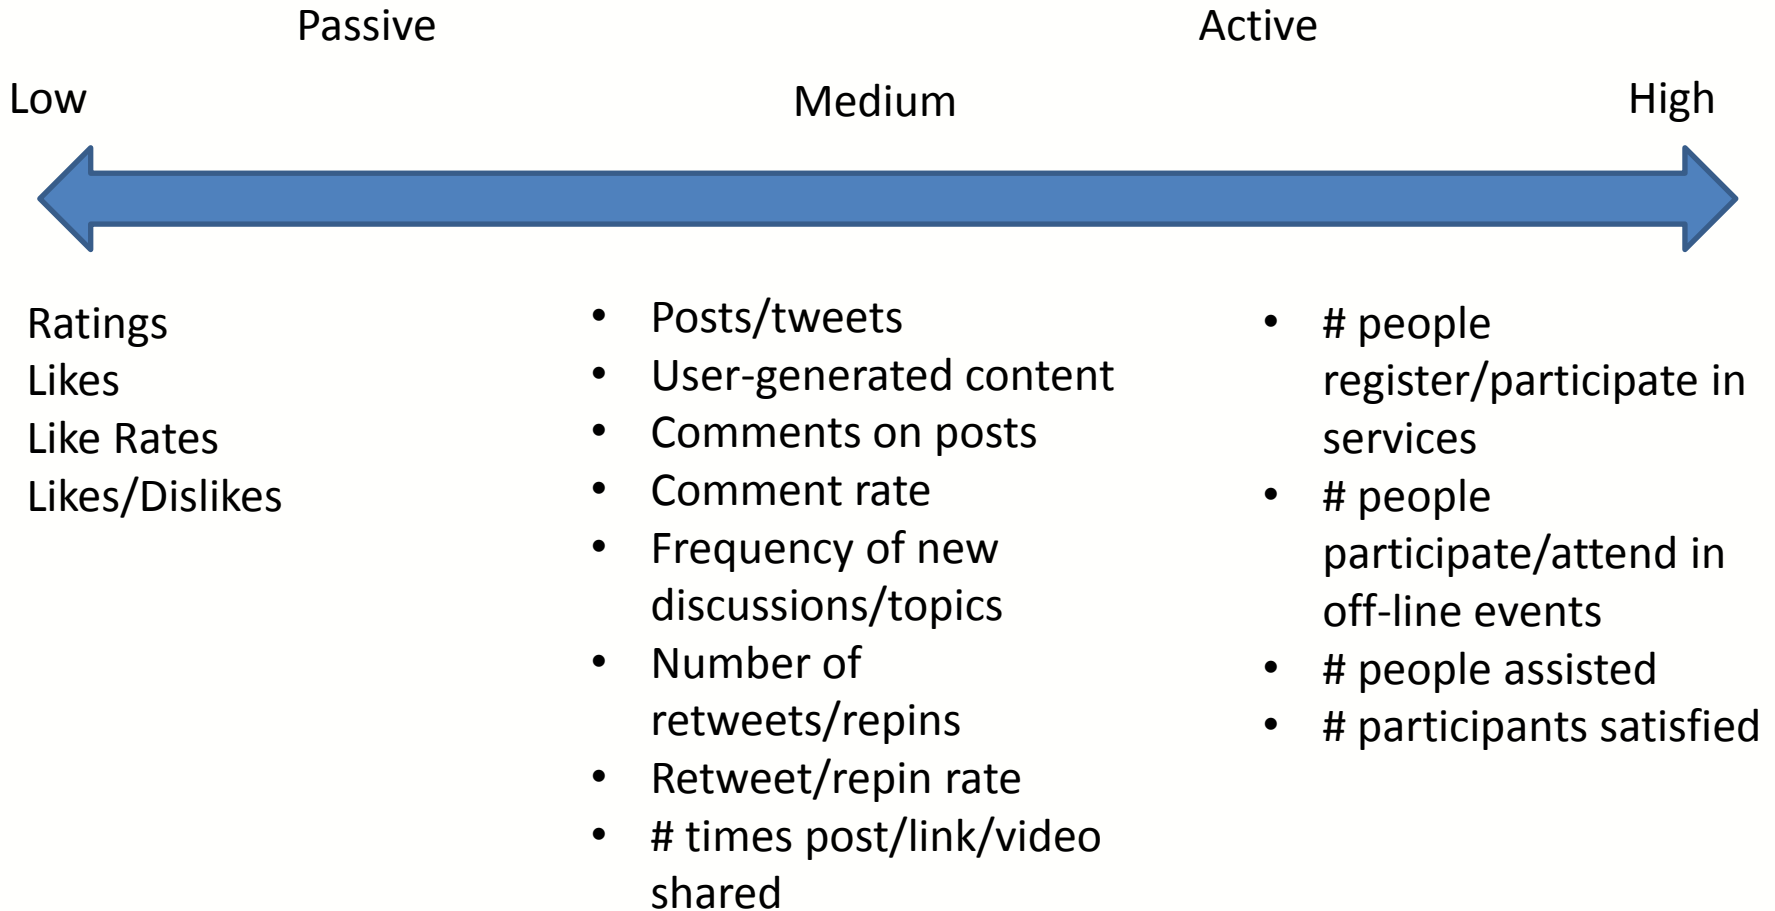 Passive
Active
Low
Medium
High
Ratings
Likes
Like Rates
Likes/Dislikes
• Posts/tweets
• User-generated content
• Comments on posts
• Comment rate
• Frequency of new
discussions/topics
• Number of
retweets/repins
• Retweet/repin rate
• # times post/link/video
shared
• # people
register/participate in
services
• # people
participate/attend in
off-line events
• # people assisted
• # participants satisfied